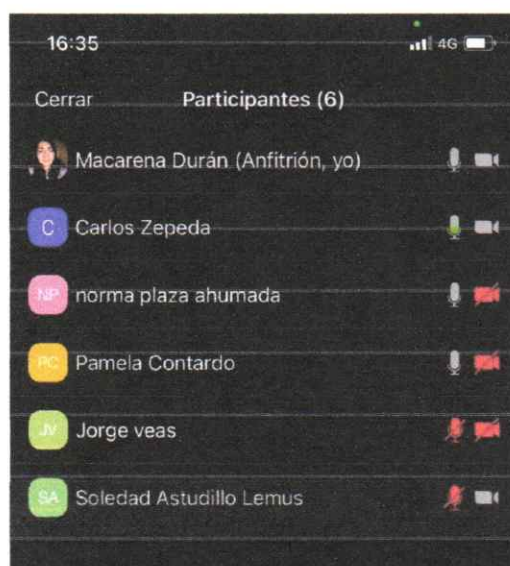 16:35 4G
Cerrar Participantes (6)
Macarena Durán (Anfitrión, yo)
C Carlos Zepeda
NP norma plaza ahumada
PC Pamela Contardo
JV Jorge veas
SA Soledad Astudillo Lemus